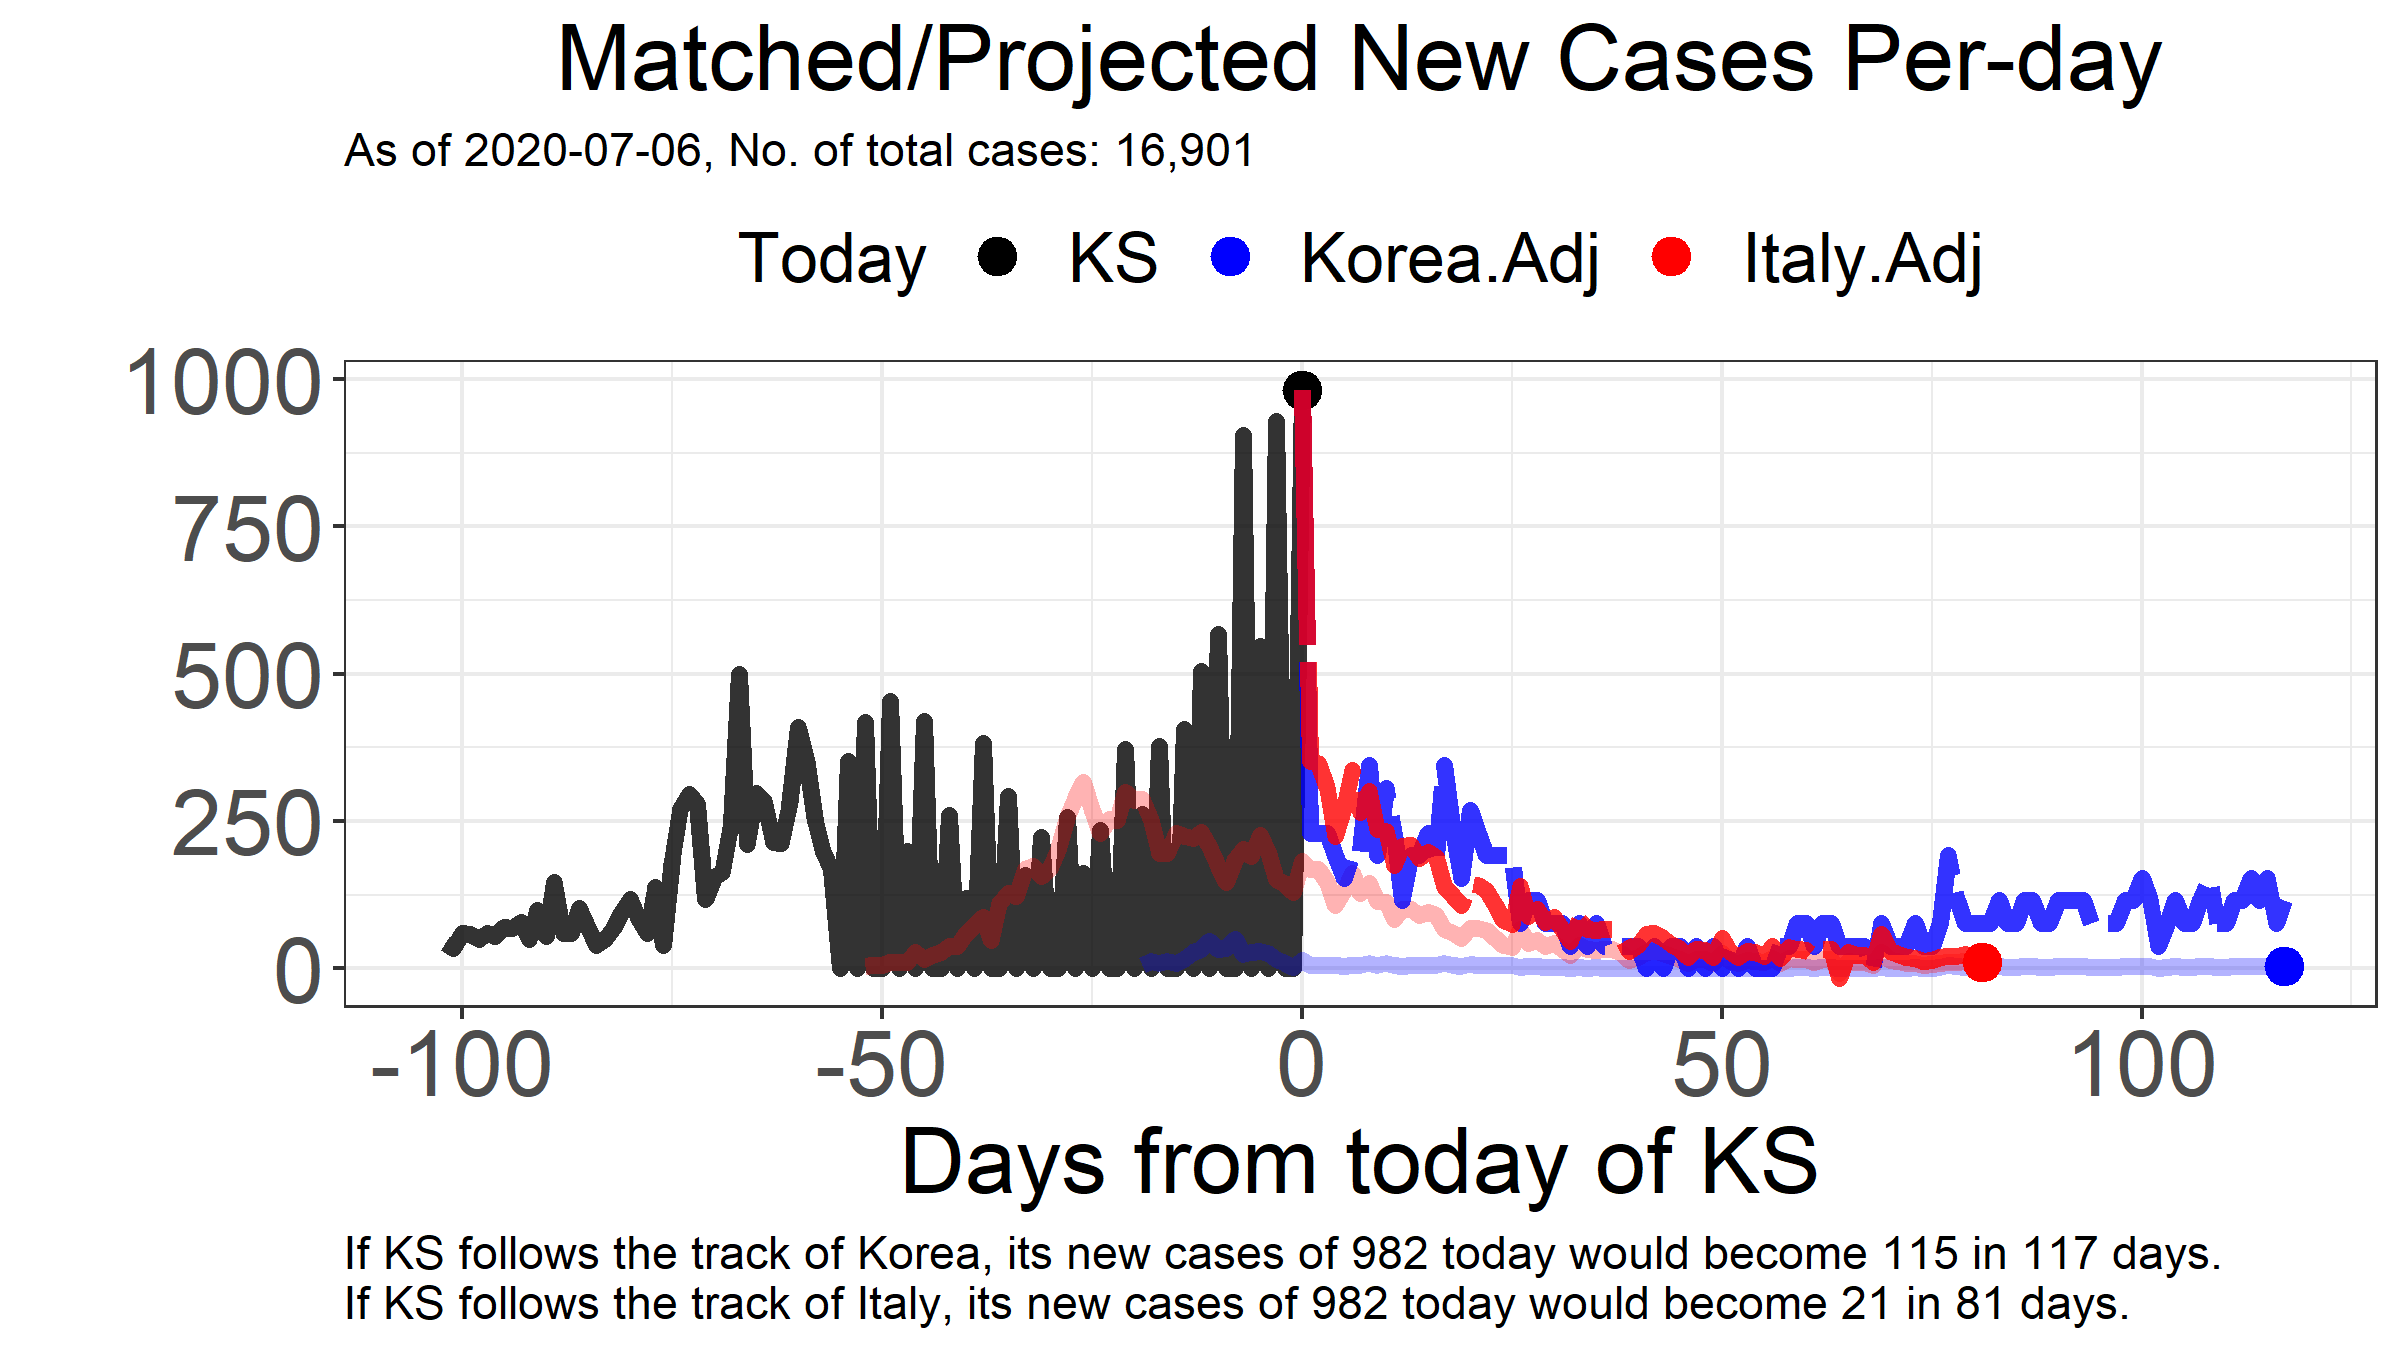 Matched/Projected New Cases Per-day
As of 2020-07-06, No. of total cases: 16,901
Today KS Korea.Adj Italy.Adj
1000
750
500
250
0
-100 -50 0 50 100
Days from today of KS
If KS follows the track of Korea, its new cases of 982 today would become 115 in 117 days.
If KS follows the track of Italy, its new cases of 982 today would become 21 in 81 days.